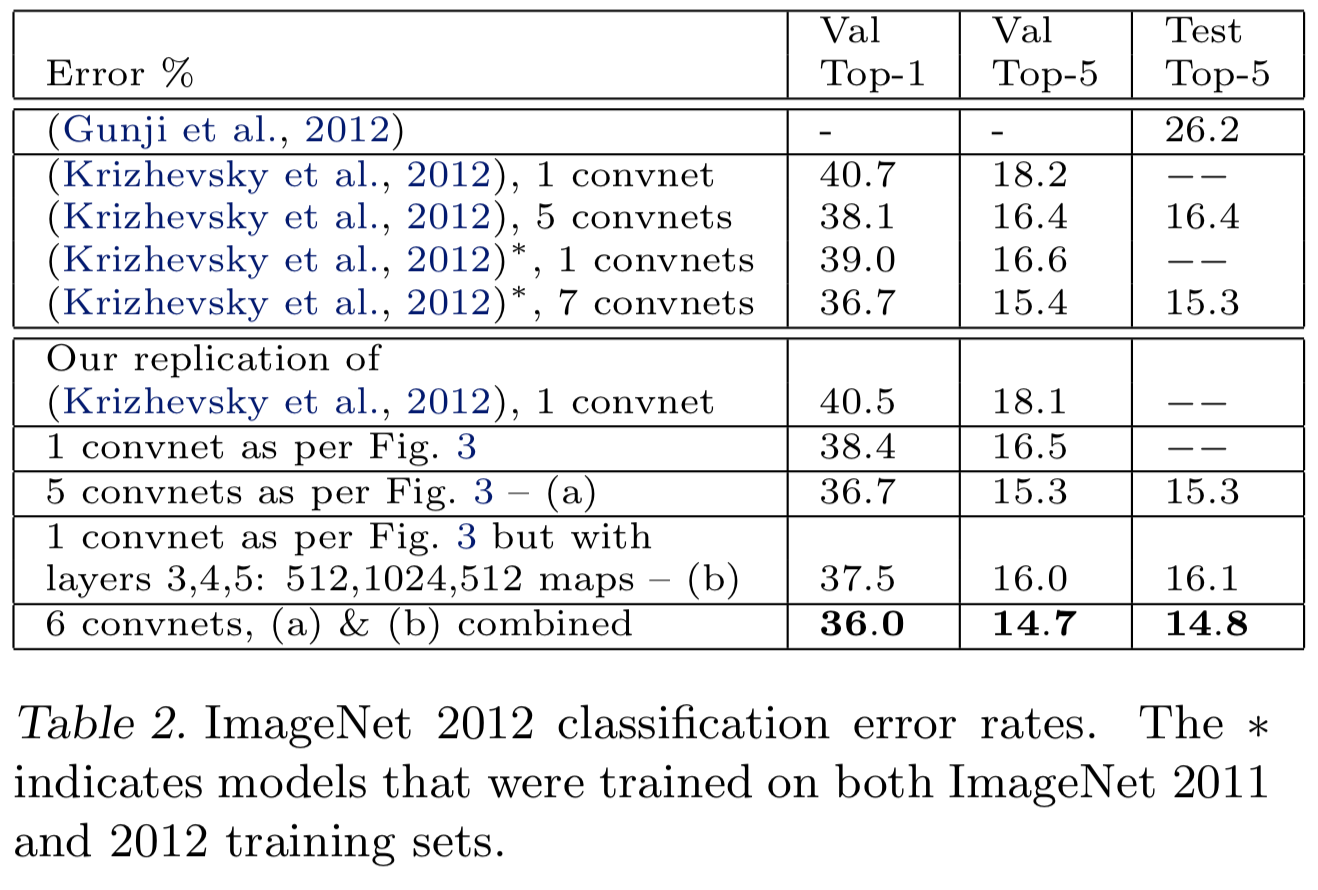 Error % Val Top-1 Val Top-5 Test Top-5
(Gunji et al., 2012) - - 26.2
(Krizhevsky et al., 2012), 1 convnet 40.7 18.2 −−
(Krizhevsky et al., 2012), 5 convnets 38.1 16.4 16.4
(Krizhevsky et al., 2012)*, 1 convnets 39.0 16.6 −−
(Krizhevsky et al., 2012)*, 7 convnets 36.7 15.4 15.3
Our replication of
(Krizhevsky et al., 2012), 1 convnet 40.5 18.1 −−
1 convnet as per Fig. 3 38.4 16.5 −−
5 convnets as per Fig. 3 – (a) 36.7 15.3 15.3
1 convnet as per Fig. 3 but with
layers 3,4,5: 512,1024,512 maps – (b) 37.5 16.0 16.1
6 convnets, (a) & (b) combined 36.0 14.7 14.8
Table 2. ImageNet 2012 classification error rates. The *
indicates models that were trained on both ImageNet 2011
and 2012 training sets.